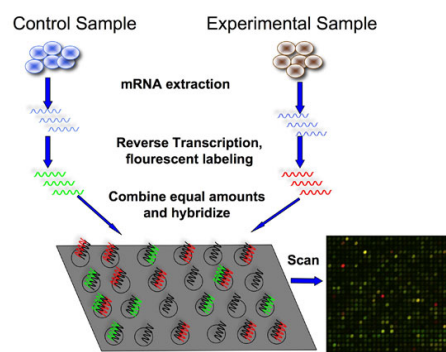 Control Sample
Experimental Sample
mRNA extraction
Reverse Transcription,
flourescent labeling
Combine equal amounts
and hybridize
Scan